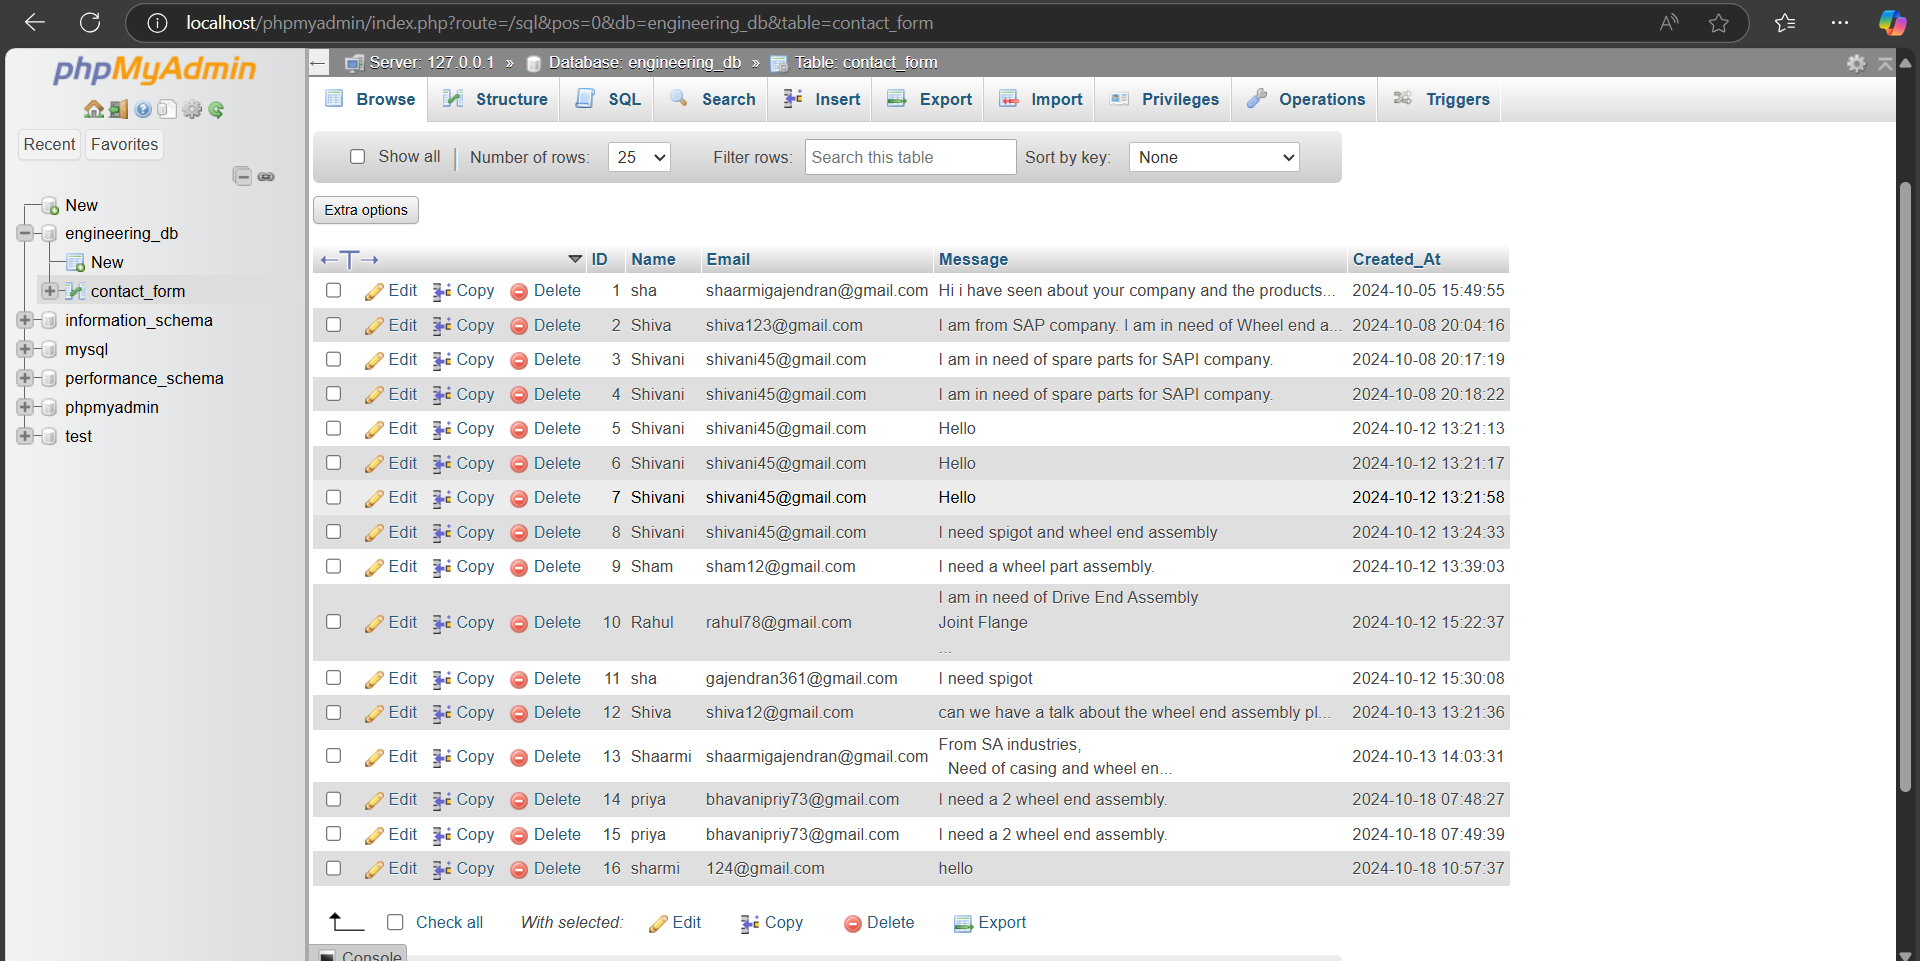 localhost/phpmyadmin/index.php?route=/sql&pos=0&db=engineering_db&table=contact_form
phpMyAdmin
Recent Favorites
New
engineering_db
New
contact_form
information_schema
mysql
performance_schema
phpmyadmin
test
Server: 127.0.0.1 » Database: engineering_db » Table: contact_form
Browse Structure SQL Search Insert Export Import Privileges Operations Triggers
Show all Number of rows: 25 Filter rows: Search this table Sort by key: None
Extra options
ID Name Email Message Created_At
Edit Copy Delete 1 sha shaarmigajendran@gmail.com Hi i have seen about your company and the products... 2024-10-05 15:49:55
Edit Copy Delete 2 Shiva shiva123@gmail.com I am from SAP company. I am in need of Wheel end a... 2024-10-08 20:04:16
Edit Copy Delete 3 Shivani shivani45@gmail.com I am in need of spare parts for SAPI company. 2024-10-08 20:17:19
Edit Copy Delete 4 Shivani shivani45@gmail.com I am in need of spare parts for SAPI company. 2024-10-08 20:18:22
Edit Copy Delete 5 Shivani shivani45@gmail.com Hello 2024-10-12 13:21:13
Edit Copy Delete 6 Shivani shivani45@gmail.com Hello 2024-10-12 13:21:17
Edit Copy Delete 7 Shivani shivani45@gmail.com Hello 2024-10-12 13:21:58
Edit Copy Delete 8 Shivani shivani45@gmail.com I need spigot and wheel end assembly 2024-10-12 13:24:33
Edit Copy Delete 9 Sham sham12@gmail.com I need a wheel part assembly. 2024-10-12 13:39:03
I am in need of Drive End Assembly
Edit Copy Delete 10 Rahul rahul78@gmail.com Joint Flange 2024-10-12 15:22:37
...
Edit Copy Delete 11 sha gajendran361@gmail.com I need spigot 2024-10-12 15:30:08
Edit Copy Delete 12 Shiva shiva12@gmail.com can we have a talk about the wheel end assembly pl... 2024-10-13 13:21:36
From SA industries,
Edit Copy Delete 13 Shaarmi shaarmigajendran@gmail.com 2024-10-13 14:03:31
Need of casing and wheel en...
Edit Copy Delete 14 priya bhavanipriy73@gmail.com I need a 2 wheel end assembly. 2024-10-18 07:48:27
Edit Copy Delete 15 priya bhavanipriy73@gmail.com I need a 2 wheel end assembly. 2024-10-18 07:49:39
Edit Copy Delete 16 sharmi 124@gmail.com hello 2024-10-18 10:57:37
Check all With selected: Edit Copy Delete Export
Console